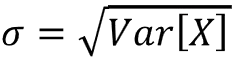 σ = √Var[X]